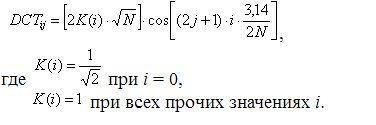 DCT_ij = [2K(i) · √N] · cos[(2j + 1) · i · 3,14/2N],
где K(i) = 1/√2 при i = 0,
K(i) = 1 при всех прочих значениях i.